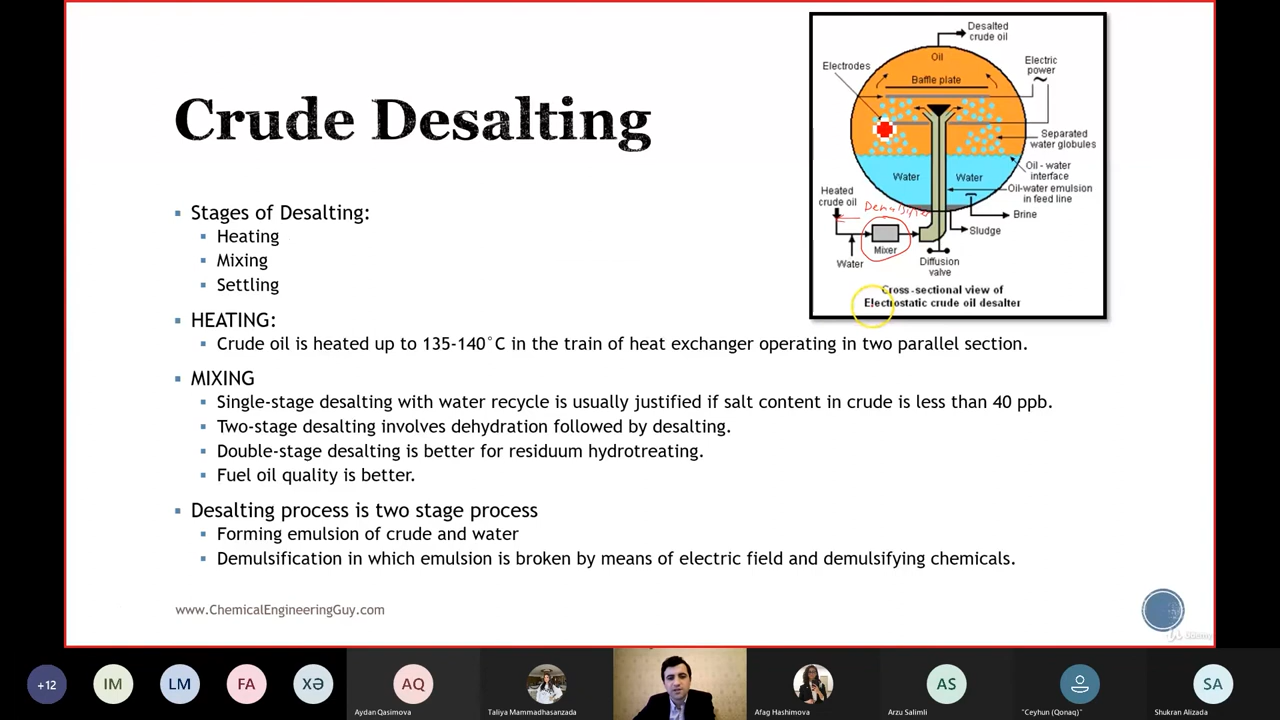 Crude Desalting
Stages of Desalting:
Heating
Mixing
Settling
HEATING:
Crude oil is heated up to 135-140°C in the train of heat exchanger operating in two parallel section.
MIXING
Single-stage desalting with water recycle is usually justified if salt content in crude is less than 40 ppb.
Two-stage desalting involves dehydration followed by desalting.
Double-stage desalting is better for residuum hydrotreating.
Fuel oil quality is better.
Desalting process is two stage process
Forming emulsion of crude and water
Demulsification in which emulsion is broken by means of electric field and demulsifying chemicals.
www.ChemicalEngineeringGuy.com
Desalted
crude oil
Oil
Electrodes
Electric
power
Baffle plate
Separated
water globules
Oil - water
interface
Water
Water
Oil-water emulsion
in feed line
Heated
crude oil
Demulsifier
Brine
Sludge
Mixer
Water
Diffusion
valve
Cross-sectional view of
Electrostatic crude oil desalter
Udemy
+12
IM
LM
FA
XƏ
AQ
Aydan Qasimova
Taliya Mammadhasanzada
Afag Hashimova
AS
Arzu Salimli
"Ceyhun (Qonaq)"
SA
Shukran Alizada